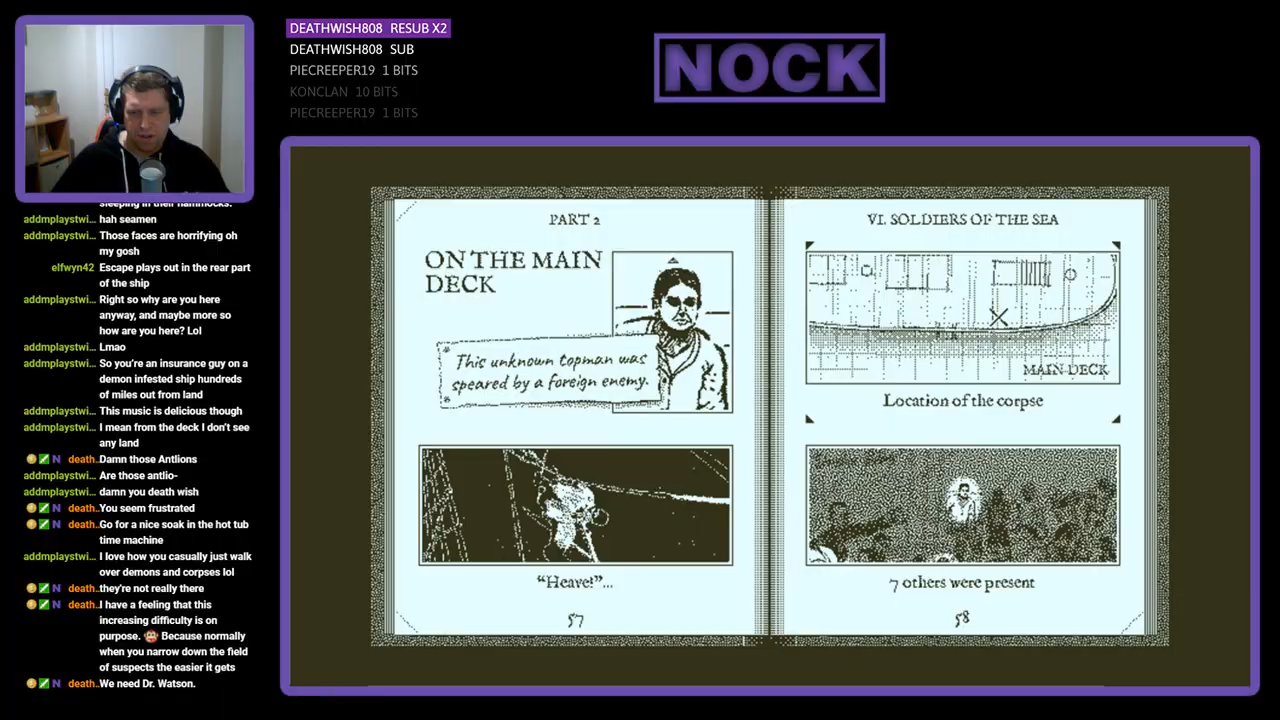 DEATHWISH808 RESUB X2
DEATHWISH808 SUB
PIECREEPER19 1 BITS
KONCLAN 10 BITS
PIECREEPER19 1 BITS
NOCK
sleeping in their hammocks.
addmplaystwi... hah seamen
addmplaystwi... Those faces are horrifying oh
my gosh
elfwyn42 Escape plays out in the rear part
of the ship
addmplaystwi... Right so why are you here
anyway, and maybe more so
how are you here? Lol
addmplaystwi... Lmao
addmplaystwi... So you're an insurance guy on a
demon infested ship hundreds
of miles out from land
addmplaystwi... This music is delicious though
addmplaystwi... I mean from the deck I don't see
any land
N death.. Damn those Antlions
addmplaystwi... Are those antlio-
addmplaystwi... damn you death wish
N death.. You seem frustrated
N death.. Go for a nice soak in the hot tub
time machine
addmplaystwi... I love how you casually just walk
over demons and corpses lol
N death.. they're not really there
N death.. I have a feeling that this
increasing difficulty is on
purpose. Because normally
when you narrow down the field
of suspects the easier it gets
N death.. We need Dr. Watson.
PART 2
ON THE MAIN
DECK
This unknown topman was
speared by a foreign enemy.
"Heave!"...
57
VI. SOLDIERS OF THE SEA
MAIN DECK
Location of the corpse
7 others were present
58